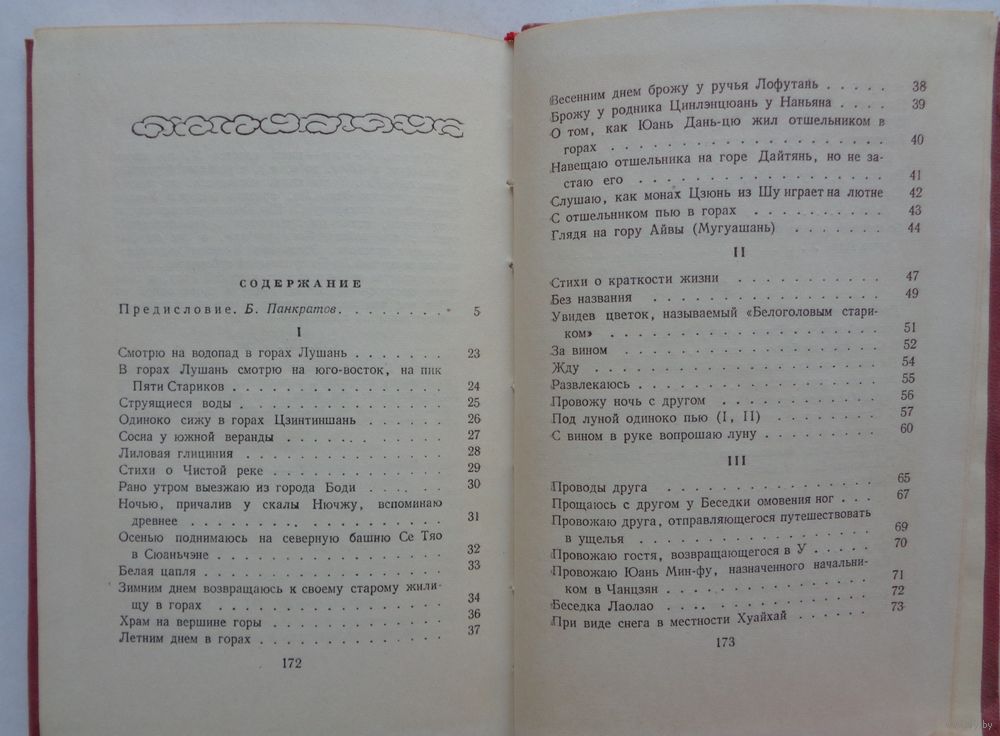 СОДЕРЖАНИЕ
Предисловие. Б. Панкратов. . . . . . . . . 5
I
Смотрю на водопад в горах Лушань . . . . . . . 23
В горах Лушань смотрю на юго-восток, на пик
Пяти Стариков . . . . . . . . . . . . . . 24
Струящиеся воды . . . . . . . . . . . . . . 25
Одиноко сижу в горах Цзинтиншань . . . . . . 26
Сосна у южной веранды . . . . . . . . . . . 27
Лиловая глициния . . . . . . . . . . . . . . 28
Стихи о Чистой реке . . . . . . . . . . . . 29
Рано утром выезжаю из города Боди . . . . . . 30
Ночью, причалив у скалы Нючжу, вспоминаю
древнее . . . . . . . . . . . . . . . . . 31
Осенью поднимаюсь на северную башню Се Тяо
в Сюаньчэне . . . . . . . . . . . . . . . 32
Белая цапля . . . . . . . . . . . . . . . . 33
Зимним днем возвращаюсь к своему старому жили-
щу в горах . . . . . . . . . . . . . . . 34
Храм на вершине горы . . . . . . . . . . . . 36
Летним днем в горах . . . . . . . . . . . . 37
172
Весенним днем брожу у ручья Лофутань . . . . . 38
Брожу у родника Цинлэнцюань у Наньяна . . . . 39
О том, как Юань Дань-цю жил отшельником в
горах . . . . . . . . . . . . . . . . . . 40
Навещаю отшельника на горе Дайтянь, но не за-
стаю его . . . . . . . . . . . . . . . . 41
Слушаю, как монах Цзюнь из Шу играет на лютне 42
С отшельником пью в горах . . . . . . . . . . 43
Глядя на гору Айвы (Мугуашань) . . . . . . . 44
II
Стихи о краткости жизни . . . . . . . . . . . 47
Без названия . . . . . . . . . . . . . . . . 49
Увидев цветок, называемый «Белоголовым стари-
ком» . . . . . . . . . . . . . . . . . . 51
За вином . . . . . . . . . . . . . . . . . . 52
Жду . . . . . . . . . . . . . . . . . . . . 54
Развлекаюсь . . . . . . . . . . . . . . . . 55
Провожу ночь с другом . . . . . . . . . . . . 56
Под луной одиноко пью (I, II) . . . . . . . . 57
С вином в руке вопрошаю луну . . . . . . . . . 60
III
Проводы друга . . . . . . . . . . . . . . . 65
Прощаюсь с другом у Беседки омовения ног . . . 67
Провожаю друга, отправляющегося путешествовать
в ущелья . . . . . . . . . . . . . . . . 69
Провожаю гостя, возвращающегося в У . . . . . 70
Провожаю Юань Мин-фу, назначенного начальни-
ком в Чанцзян . . . . . . . . . . . . . . 71
Беседка Лаолао . . . . . . . . . . . . . . . 72
При виде снега в местности Хуайхай . . . . . . 73
173